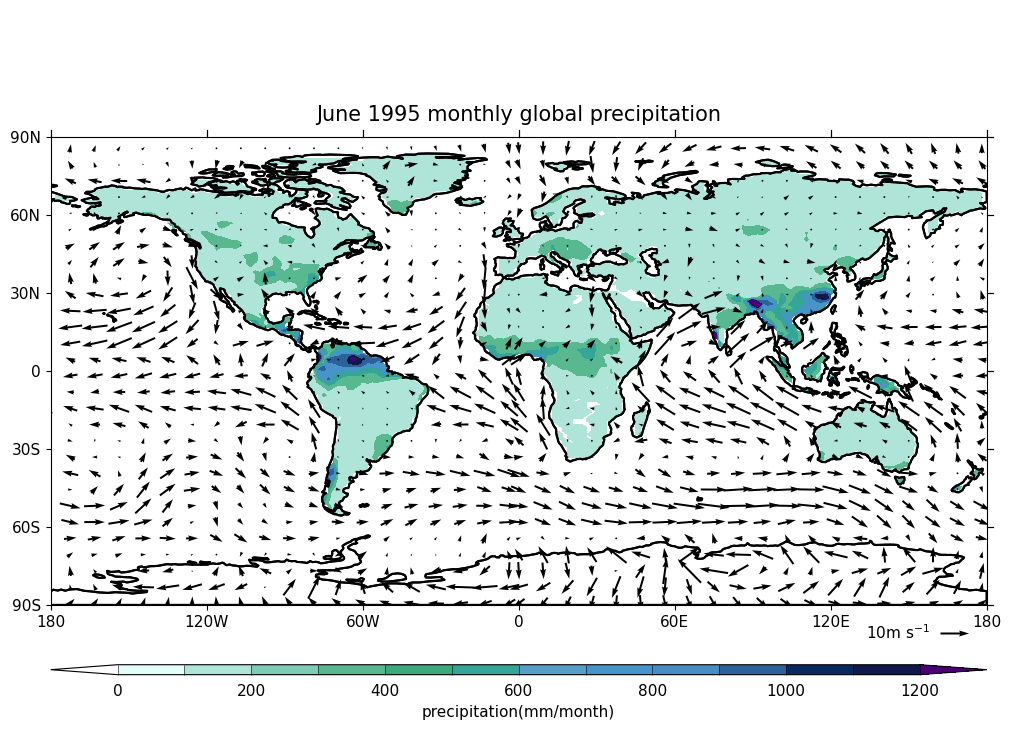 June 1995 monthly global precipitation
90N
60N
30N
0
30S
60S
90S
180 120W 60W 0 60E 120E 180
10m s⁻¹
0 200 400 600 800 1000 1200
precipitation(mm/month)